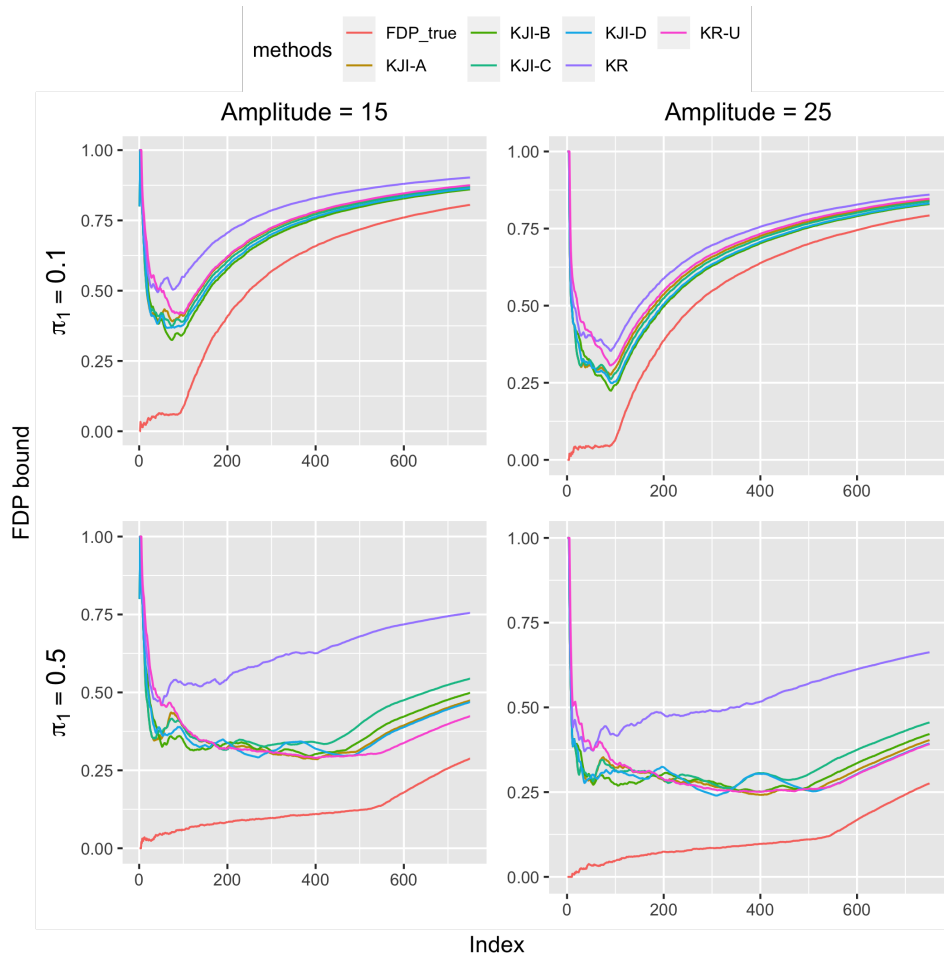 methods
FDP_true KJI-B KJI-D KR-U
KJI-A KJI-C KR
Amplitude = 15 Amplitude = 25
1.00 1.00
0.75 0.75
0.50 0.50
0.25 0.25
0.00 0.00
0 200 400 600 0 200 400 600
π₁ = 0.1
FDP bound
1.00 1.00
0.75 0.75
0.50 0.50
0.25 0.25
0.00 0.00
0 200 400 600 0 200 400 600
π₁ = 0.5
Index